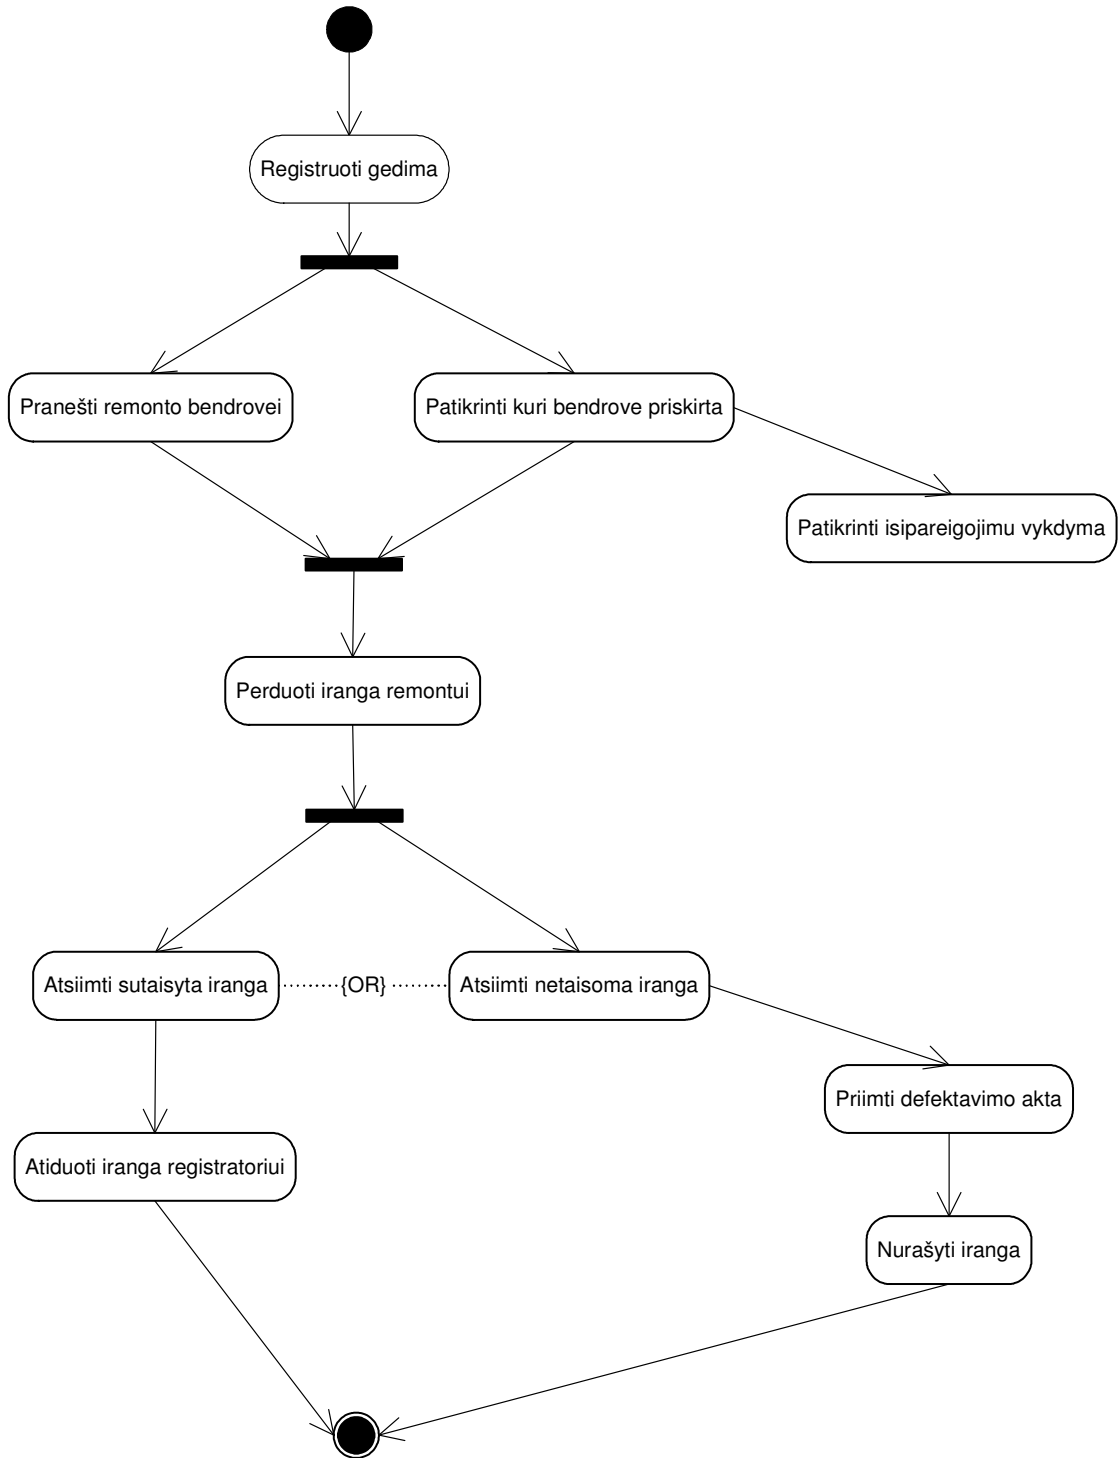 Registruoti gedima
Pranešti remonto bendrovei
Patikrinti kuri bendrove priskirta
Patikrinti isipareigojimu vykdyma
Perduoti iranga remontui
Atsiimti sutaisyta iranga
{OR}
Atsiimti netaisoma iranga
Priimti defektavimo akta
Atiduoti iranga registratoriui
Nurašyti iranga